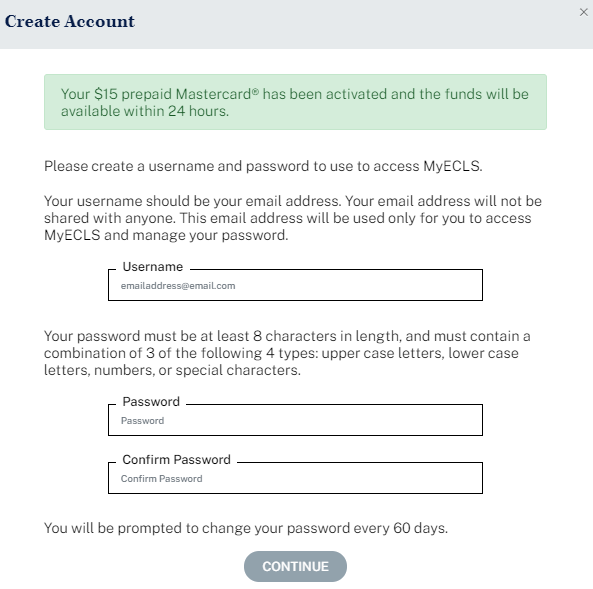 Create Account
×
Your $15 prepaid Mastercard® has been activated and the funds will be
available within 24 hours.
Please create a username and password to use to access MyECLS.
Your username should be your email address. Your email address will not be
shared with anyone. This email address will be used only for you to access
MyECLS and manage your password.
Username
emailaddress@email.com
Your password must be at least 8 characters in length, and must contain a
combination of 3 of the following 4 types: upper case letters, lower case
letters, numbers, or special characters.
Password
Password
Confirm Password
Confirm Password
You will be prompted to change your password every 60 days.
CONTINUE